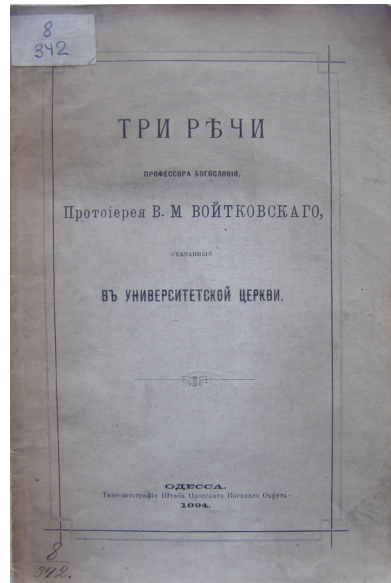 8
342
ТРИ РѢЧИ
ПРОФЕССОРА БОГОСЛОВІЯ,
Протоіерея В. М ВОЙТКОВСКАГО,
СКАЗАННЫЯ
ВЪ УНИВЕРСИТЕТСКОЙ ЦЕРКВИ.
ОДЕССА.
Типо-литографія Штаба Одесскаго Военнаго Округа.
1894.
8
342.